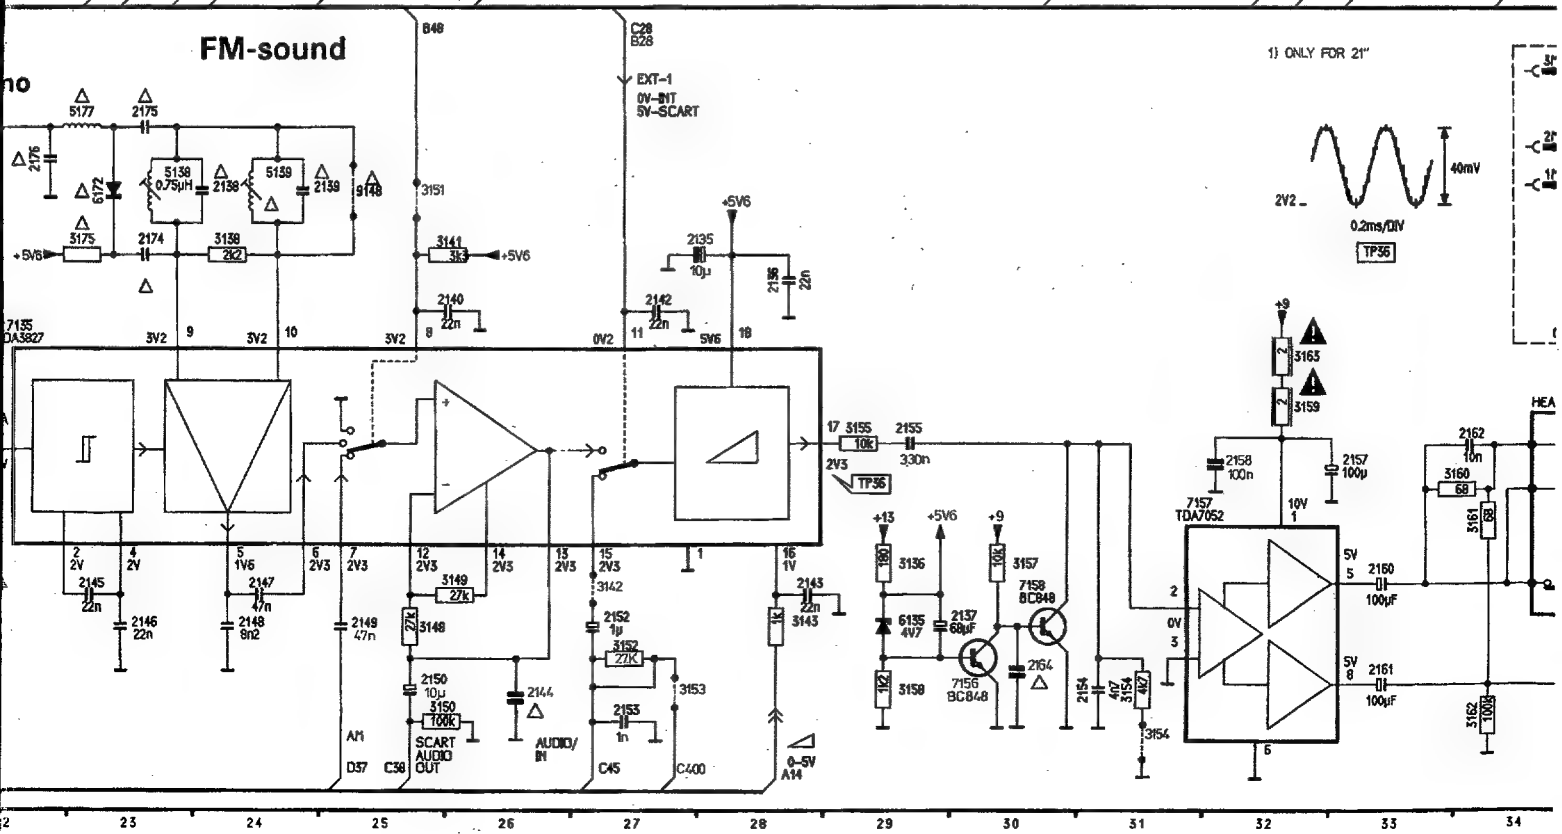 FM-sound
no
B48
C28
B28
EXT-1
0V-INT
5V-SCART
1) ONLY FOR 21"
40mV
2V2
0.2ms/DIV
TP36
5177
2175
2176
6172
5138
0.75µH
2138
5139
2139
9148
3151
3175
2174
3138
2k2
+5V6
3141
3k3
+5V6
2140
22n
2142
22n
+5V6
2135
10µ
2136
22n
7135
DA3827
9
3V2
10
3V2
3V2
8
0V2
11
5V6
18
+
−
17
3155
10k
2155
330n
2V3
TP36
+9
3163
2
3159
2
2158
100n
2157
100µ
HEA
2162
10n
3160
68
3161
68
7157
TDA7052
10V
1
5V
5
2160
100µF
2
0V
3
5V
8
2161
100µF
6
3162
100k
2
2V
4
2V
5
1V6
6
2V3
7
2V3
12
2V3
14
2V3
13
2V3
15
2V3
1
16
1V
2145
22n
2146
22n
2147
47n
2148
8n2
2149
47n
3149
27k
27k
3148
2150
10µ
3150
100k
2144
3142
2152
1µ
3152
27K
3153
2153
1n
2143
22n
1k
3143
AM
D37
C38
SCART
AUDIO
OUT
AUDIO/
IN
C45
C400
0-5V
A14
+13
180
3136
+5V6
6135
4V7
2137
68µF
1k2
3158
+9
10k
3157
7158
BC848
7156
BC848
2164
2154
4n7
3154
4k7
3154
23
24
25
26
27
28
29
30
31
32
33
34